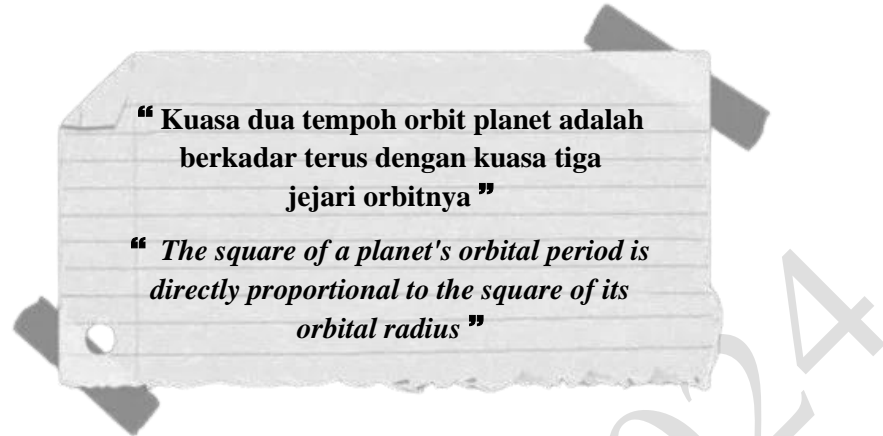 ❝ Kuasa dua tempoh orbit planet adalah
berkadar terus dengan kuasa tiga
jejari orbitnya ❞
❝ The square of a planet's orbital period is
directly proportional to the square of its
orbital radius ❞